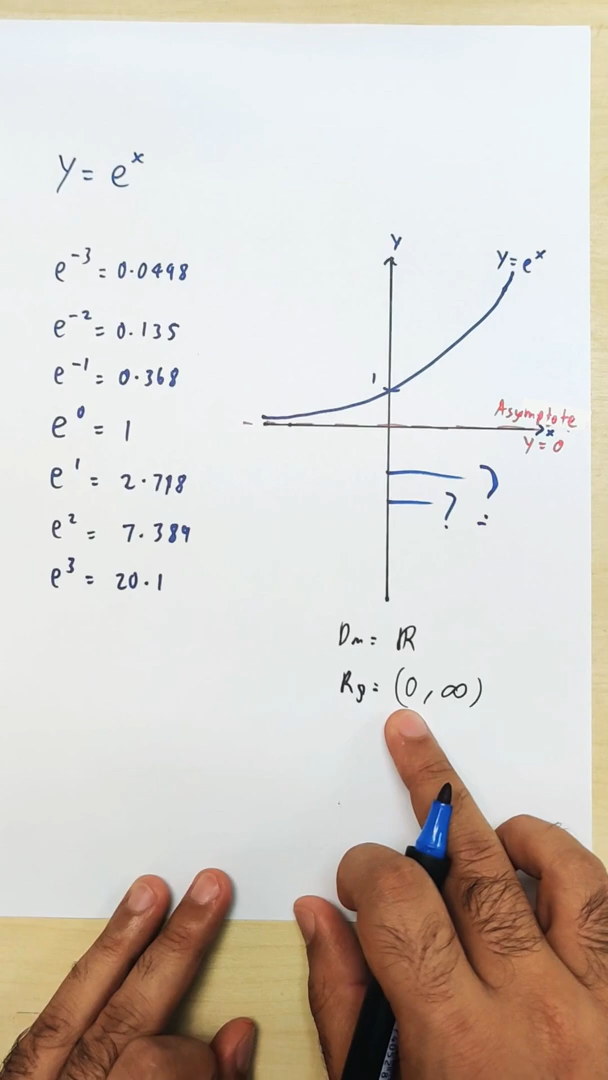 y = e^x
e^-3 = 0.0498
e^-2 = 0.135
e^-1 = 0.368
e^0 = 1
e^1 = 2.718
e^2 = 7.389
e^3 = 20.1
y
y = e^x
1
Asymptote
x
y = 0
? ?
Dm = ℝ
Rg = (0, ∞)